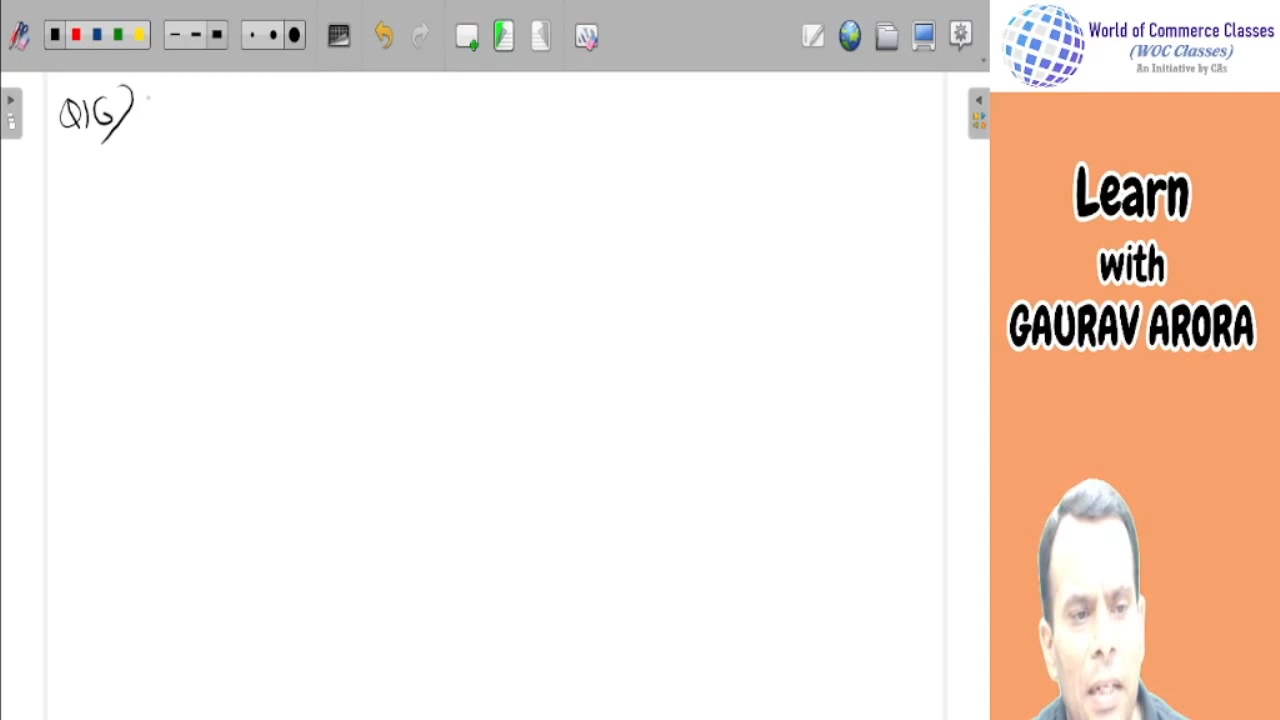 Q16)
World of Commerce Classes
(WOC Classes)
An Initiative by CAs
Learn
with
GAURAV ARORA